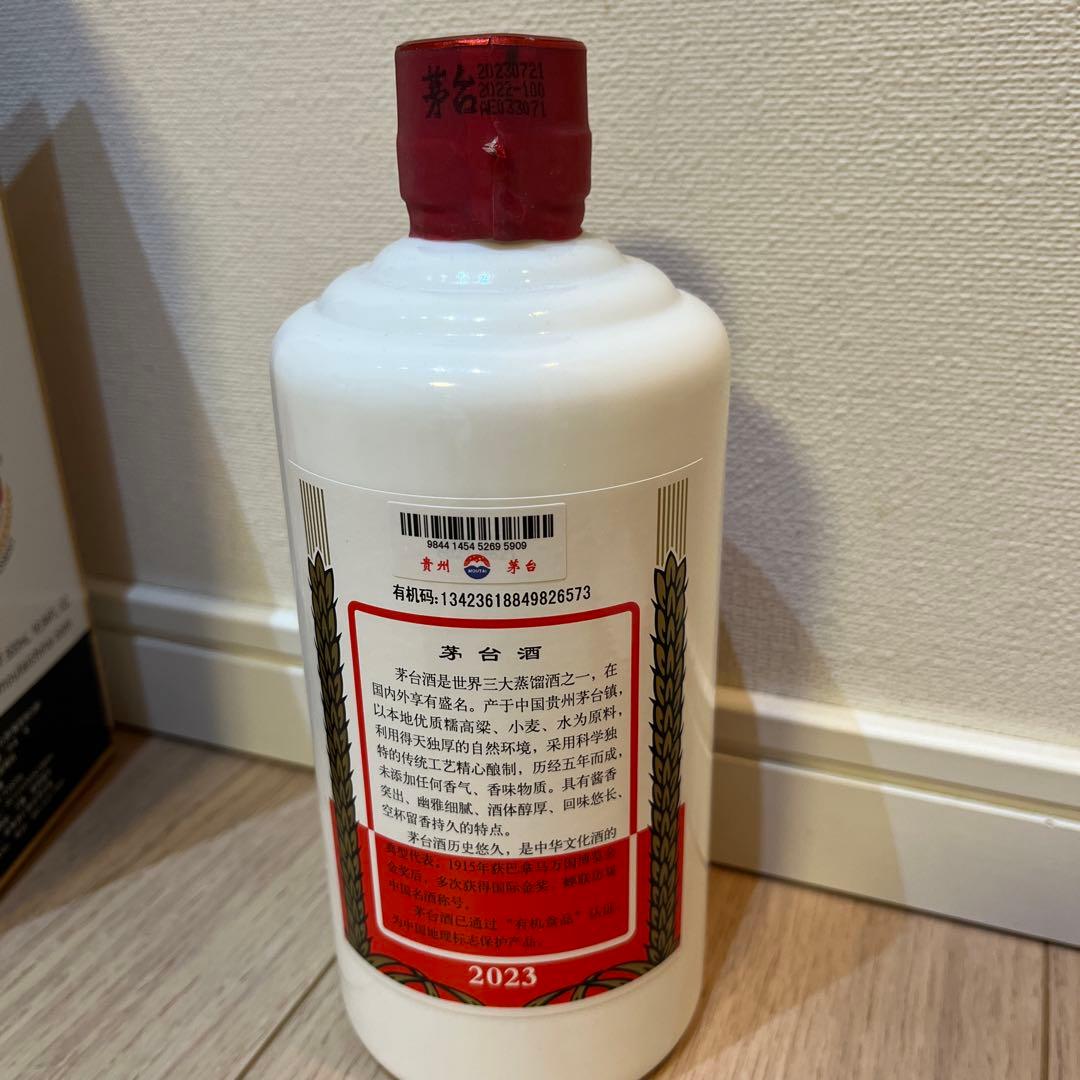 茅台
20230721
2022-100
AE033071
9844 1454 5269 5909
贵州 MOUTAI 茅台
有机码:13423618849826573
茅台酒
茅台酒是世界三大蒸馏酒之一，在
国内外享有盛名。产于中国贵州茅台镇，
以本地优质糯高粱、小麦、水为原料，
利用得天独厚的自然环境，采用科学独
特的传统工艺精心酿制，历经五年而成，
未添加任何香气、香味物质。具有酱香
突出、幽雅细腻、酒体醇厚、回味悠长、
空杯留香持久的特点。
茅台酒历史悠久，是中华文化酒的
典型代表。1915年获巴拿马万国博览会
金奖后，多次获得国际金奖，蝉联历届
中国名酒称号。
茅台酒已通过“有机食品”认证，
为中国地理标志保护产品。
2023